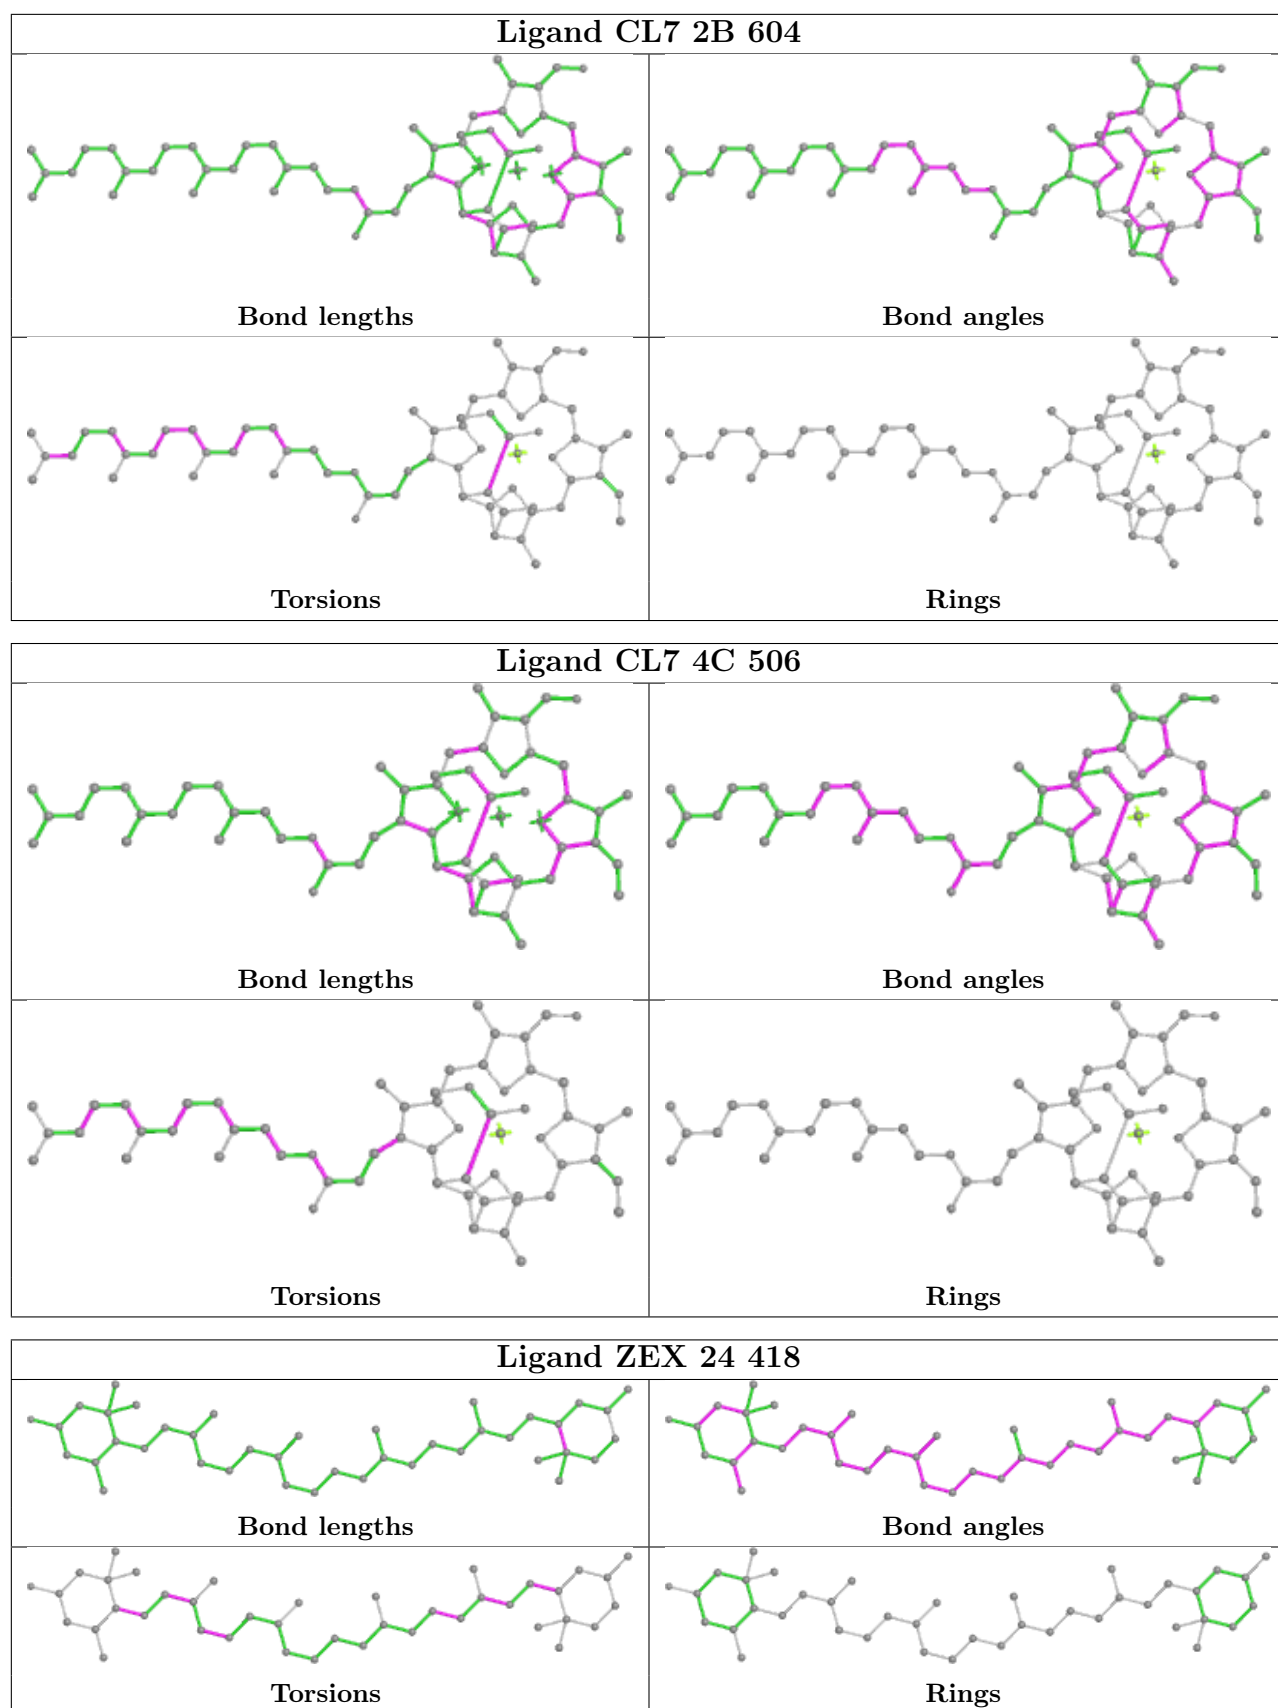 Ligand CL7 2B 604
Bond lengths
Bond angles
Torsions
Rings
Ligand CL7 4C 506
Bond lengths
Bond angles
Torsions
Rings
Ligand ZEX 24 418
Bond lengths
Bond angles
Torsions
Rings